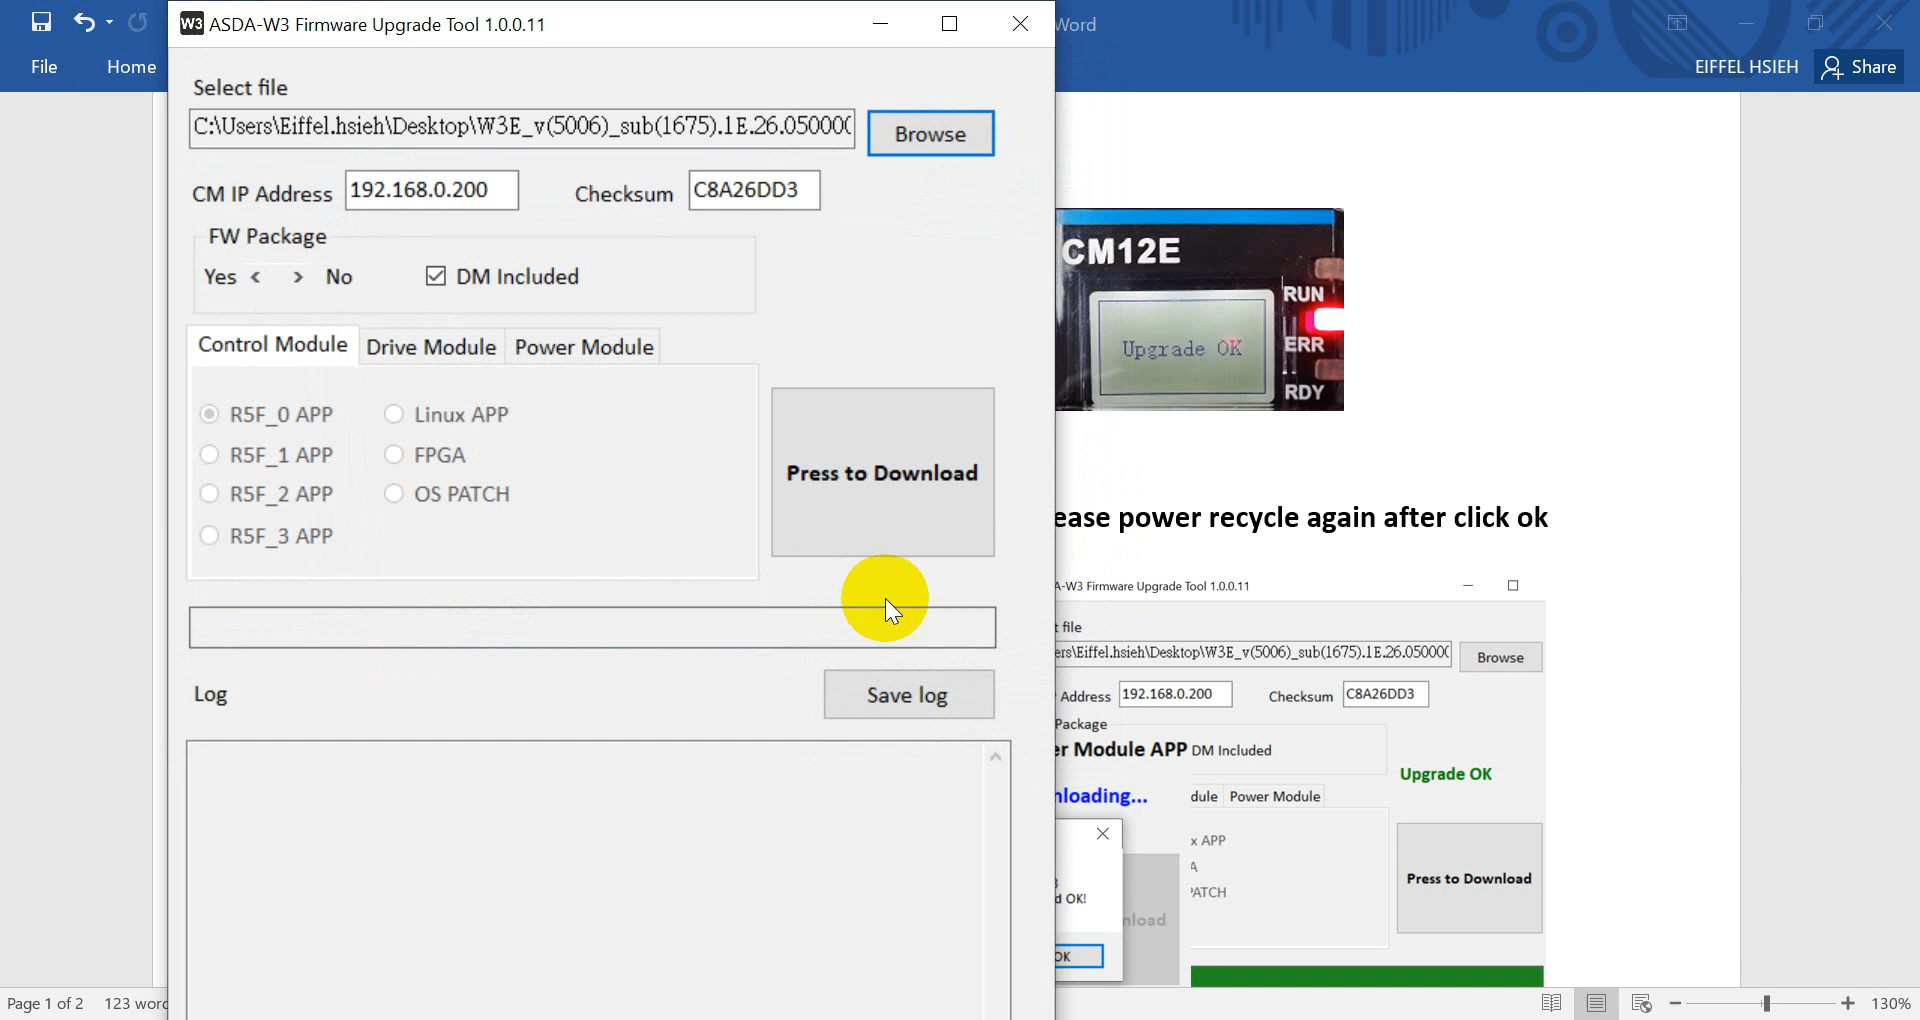 W3 ASDA-W3 Firmware Upgrade Tool 1.0.0.11
Word
File
Home
EIFFEL HSIEH
Share
Select file
C:\Users\Eiffel.hsieh\Desktop\W3E_v(5006)_sub(1675).1E.26.050000
Browse
CM IP Address 192.168.0.200 Checksum C8A26DD3
FW Package
Yes < > No DM Included
Control Module Drive Module Power Module
R5F_0 APP Linux APP
R5F_1 APP FPGA
R5F_2 APP OS PATCH
R5F_3 APP
Press to Download
Log
Save log
CM12E
RUN
Upgrade OK
ERR
RDY
ease power recycle again after click ok
A-W3 Firmware Upgrade Tool 1.0.0.11
t file
ers\Eiffel.hsieh\Desktop\W3E_v(5006)_sub(1675).1E.26.050000
Browse
Address 192.168.0.200 Checksum C8A26DD3
Package
er Module APP DM Included
Upgrade OK
nloading...
dule Power Module
x APP
A
PATCH
Press to Download
d OK!
nload
OK
Page 1 of 2 123 word
130%